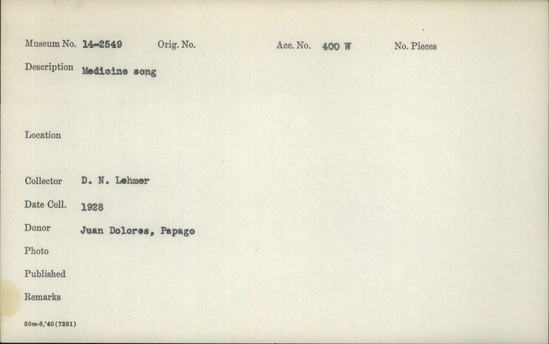 Museum No. 14-2549 Orig. No. Acc. No. 400 W No. Pieces
Description Medicine song
Location
Collector D. N. Lehmer
Date Coll. 1928
Donor Juan Dolores, Papago
Photo
Published
Remarks
50m-8,'40 (7281)